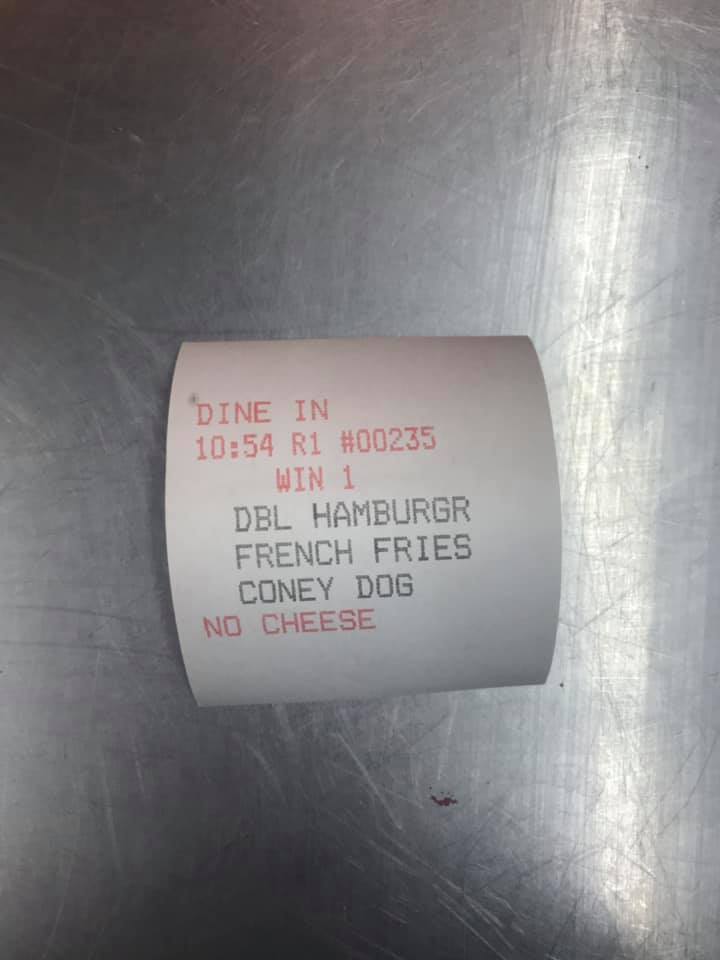 DINE IN
10:54 R1 #00235
WIN 1
DBL HAMBURGR
FRENCH FRIES
CONEY DOG
NO CHEESE